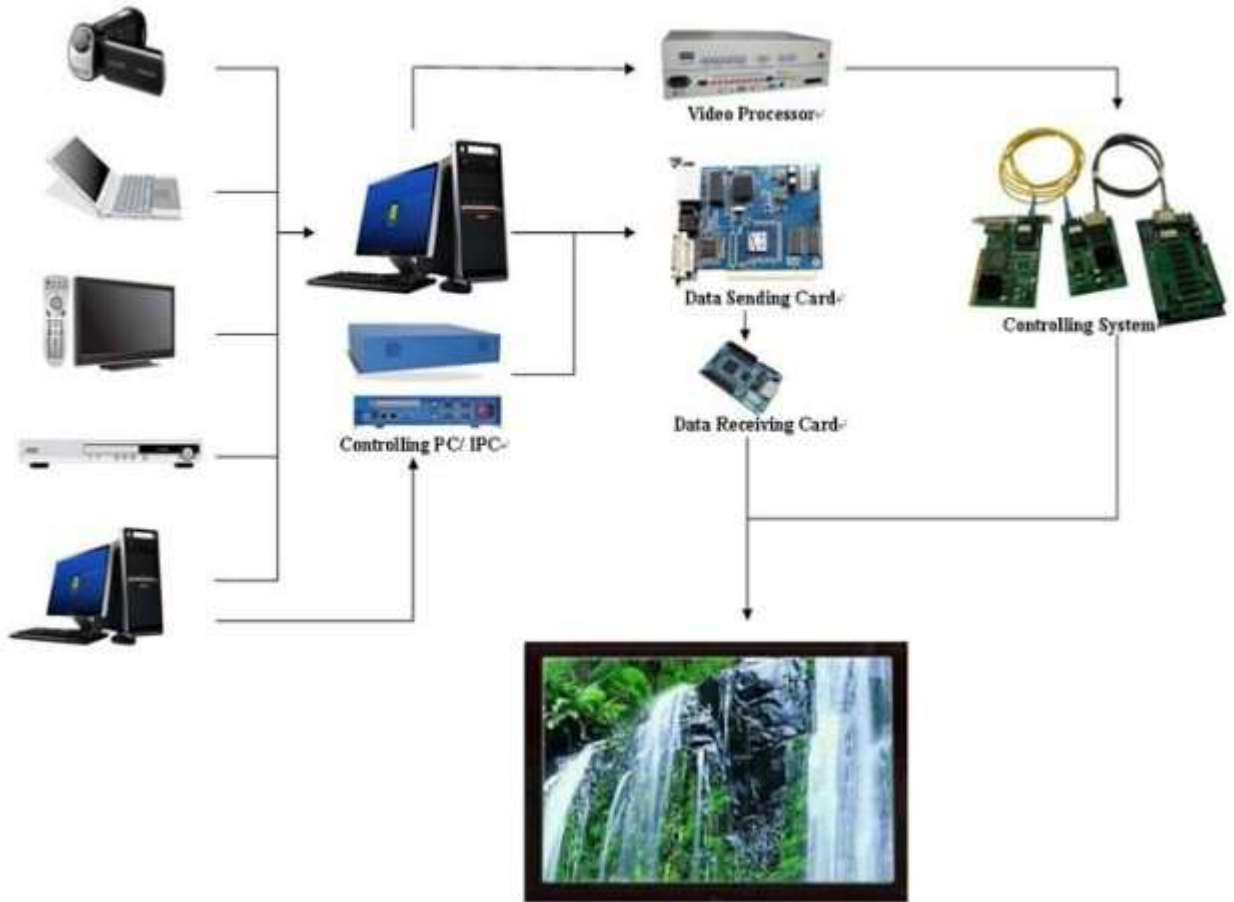 Video Processor
Data Sending Card
Controlling System
Data Receiving Card
Controlling PC/ IPC